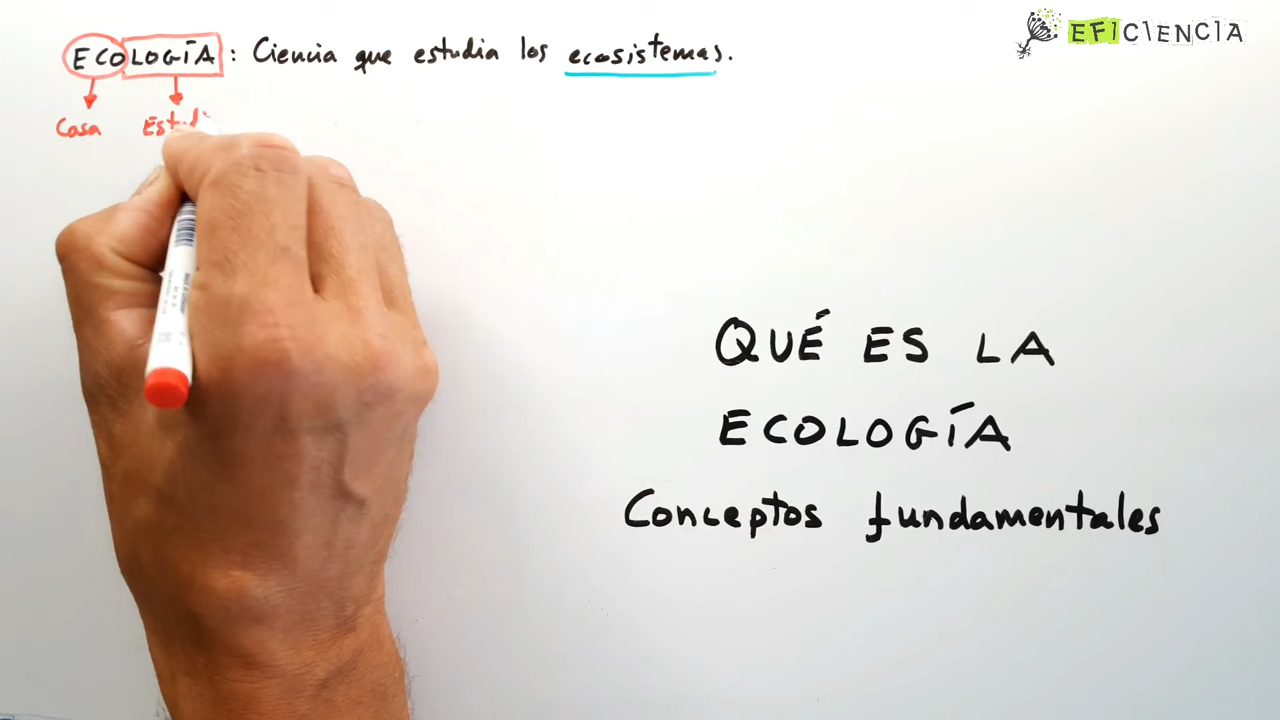 ECOLOGÍA : Ciencia que estudia los ecosistemas.
EFICIENCIA
Casa
QUÉ ES LA
ECOLOGÍA
Conceptos fundamentales